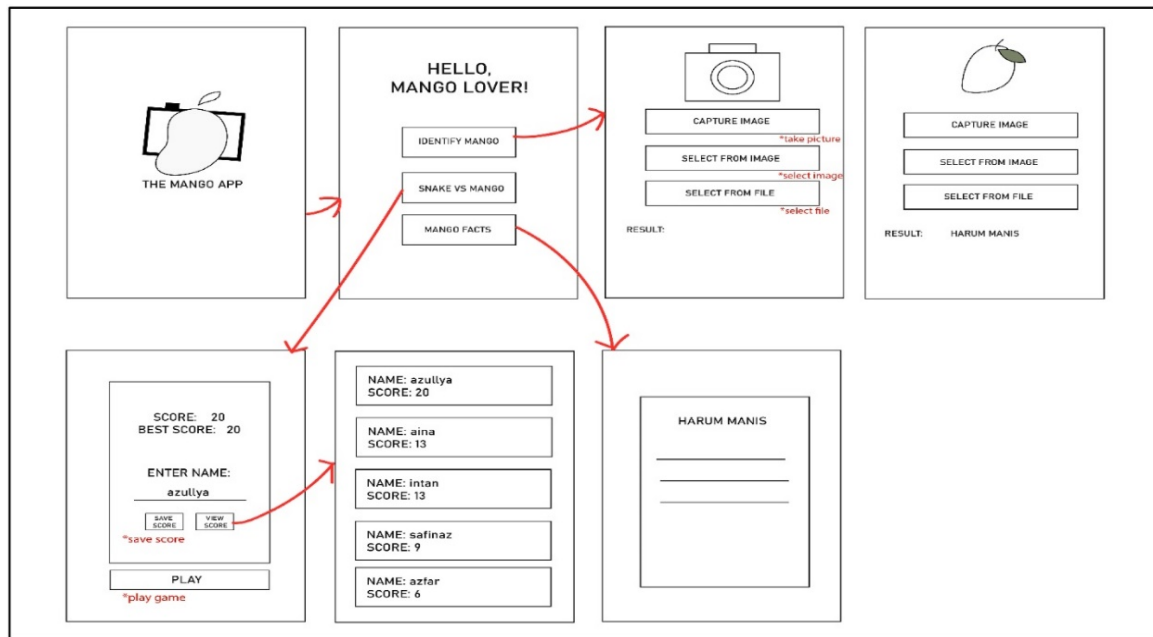 THE MANGO APP
HELLO,
MANGO LOVER!
IDENTIFY MANGO
SNAKE VS MANGO
MANGO FACTS
CAPTURE IMAGE
*take picture
SELECT FROM IMAGE
*select image
SELECT FROM FILE
*select file
RESULT:
CAPTURE IMAGE
SELECT FROM IMAGE
SELECT FROM FILE
RESULT: HARUM MANIS
SCORE: 20
BEST SCORE: 20
ENTER NAME:
azullya
SAVE
SCORE
VIEW
SCORE
*save score
PLAY
*play game
NAME: azullya
SCORE: 20
NAME: aina
SCORE: 13
NAME: intan
SCORE: 13
NAME: safinaz
SCORE: 9
NAME: azfar
SCORE: 6
HARUM MANIS